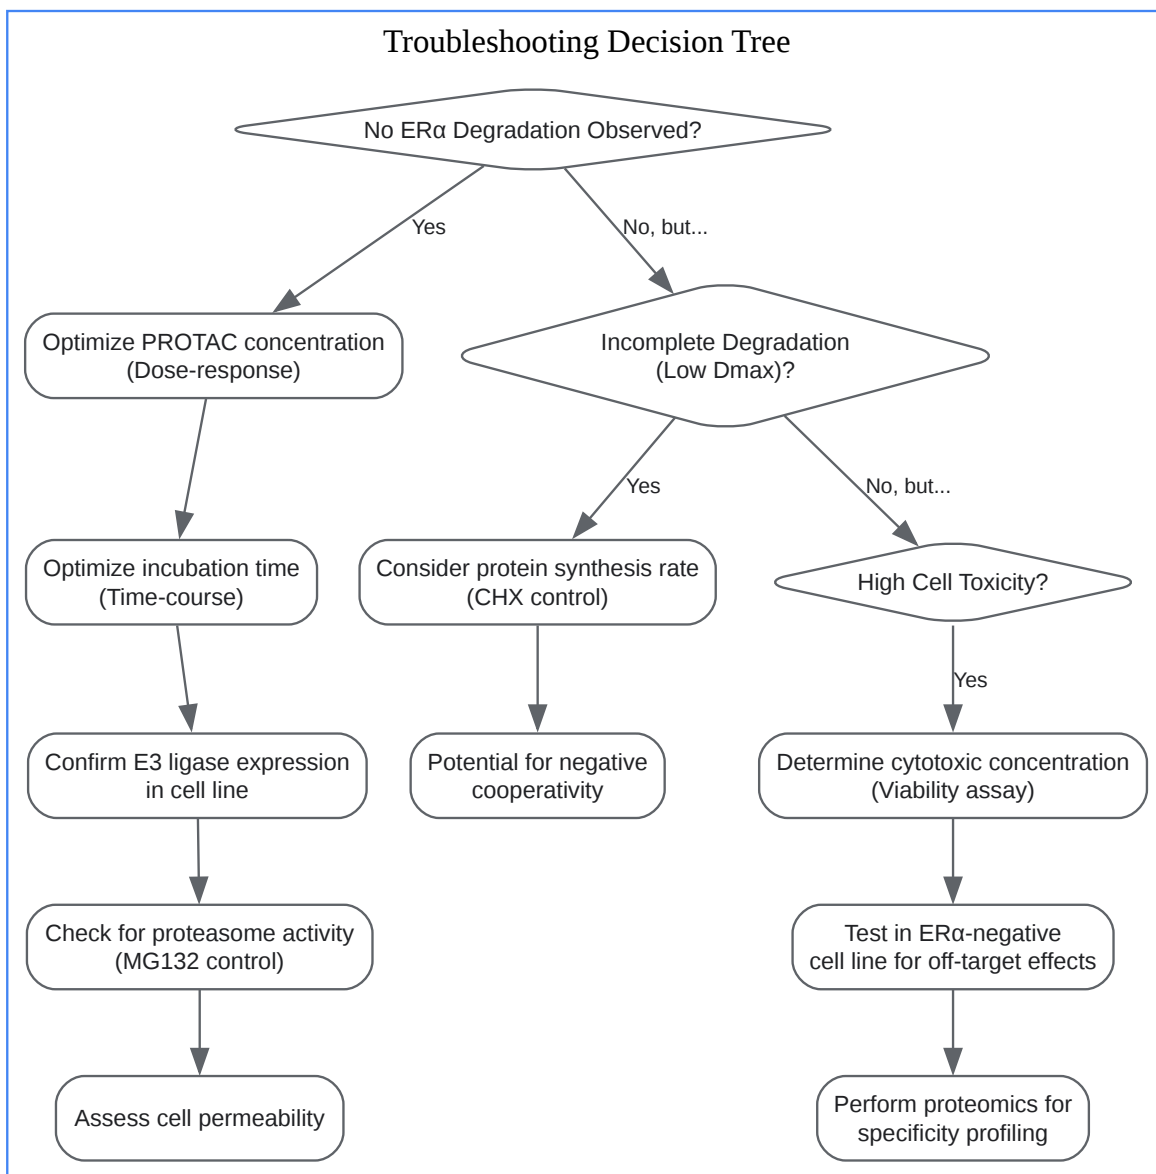 Troubleshooting Decision Tree
No ERα Degradation Observed?
Yes
No, but...
Optimize PROTAC concentration
(Dose-response)
Incomplete Degradation
(Low Dmax)?
Yes
No, but...
Optimize incubation time
(Time-course)
Consider protein synthesis rate
(CHX control)
High Cell Toxicity?
Yes
Confirm E3 ligase expression
in cell line
Potential for negative
cooperativity
Determine cytotoxic concentration
(Viability assay)
Check for proteasome activity
(MG132 control)
Test in ERα-negative
cell line for off-target effects
Assess cell permeability
Perform proteomics for
specificity profiling